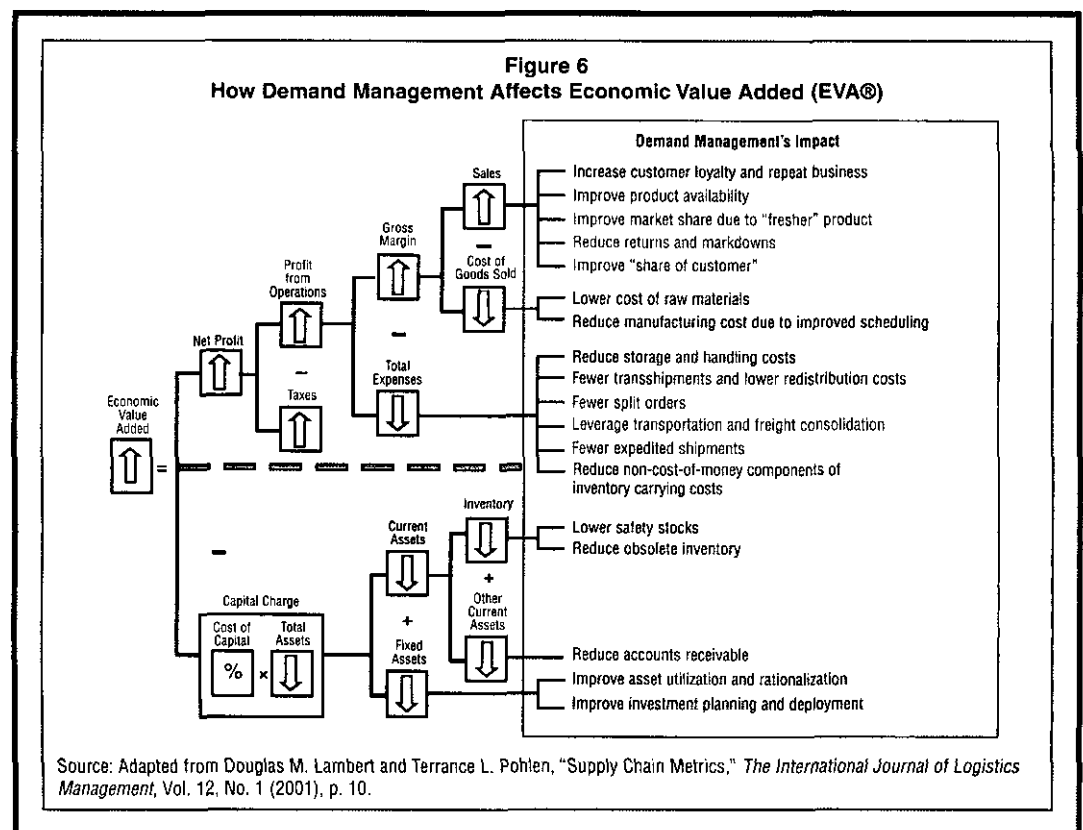 Figure 6
How Demand Management Affects Economic Value Added (EVA®)
Demand Management's Impact
Sales
Increase customer loyalty and repeat business
Improve product availability
Improve market share due to “fresher” product
Reduce returns and markdowns
Improve “share of customer”
Gross
Margin
–
Cost of
Goods Sold
Lower cost of raw materials
Reduce manufacturing cost due to improved scheduling
Profit
from
Operations
–
Total
Expenses
Reduce storage and handling costs
Fewer transshipments and lower redistribution costs
Fewer split orders
Leverage transportation and freight consolidation
Fewer expedited shipments
Reduce non-cost-of-money components of
inventory carrying costs
Net Profit
–
Taxes
Economic
Value
Added
=
–
Inventory
Lower safety stocks
Reduce obsolete inventory
Current
Assets
+
Other
Current
Assets
Reduce accounts receivable
+
Fixed
Assets
Improve asset utilization and rationalization
Improve investment planning and deployment
Capital Charge
Cost of
Capital
%
×
Total
Assets
Source: Adapted from Douglas M. Lambert and Terrance L. Pohlen, “Supply Chain Metrics,” The International Journal of Logistics
Management, Vol. 12, No. 1 (2001), p. 10.